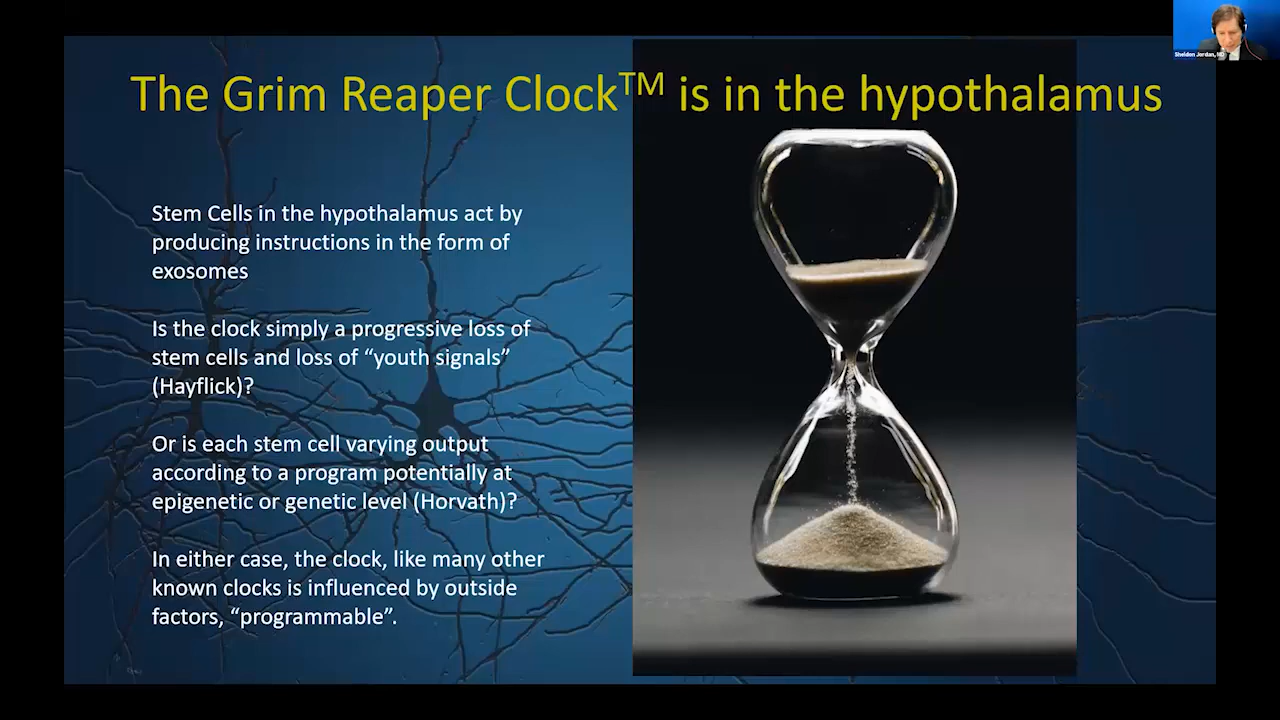 Sheldon Jordan, MD
The Grim Reaper Clock™ is in the hypothalamus
Stem Cells in the hypothalamus act by
producing instructions in the form of
exosomes
Is the clock simply a progressive loss of
stem cells and loss of “youth signals”
(Hayflick)?
Or is each stem cell varying output
according to a program potentially at
epigenetic or genetic level (Horvath)?
In either case, the clock, like many other
known clocks is influenced by outside
factors, “programmable”.